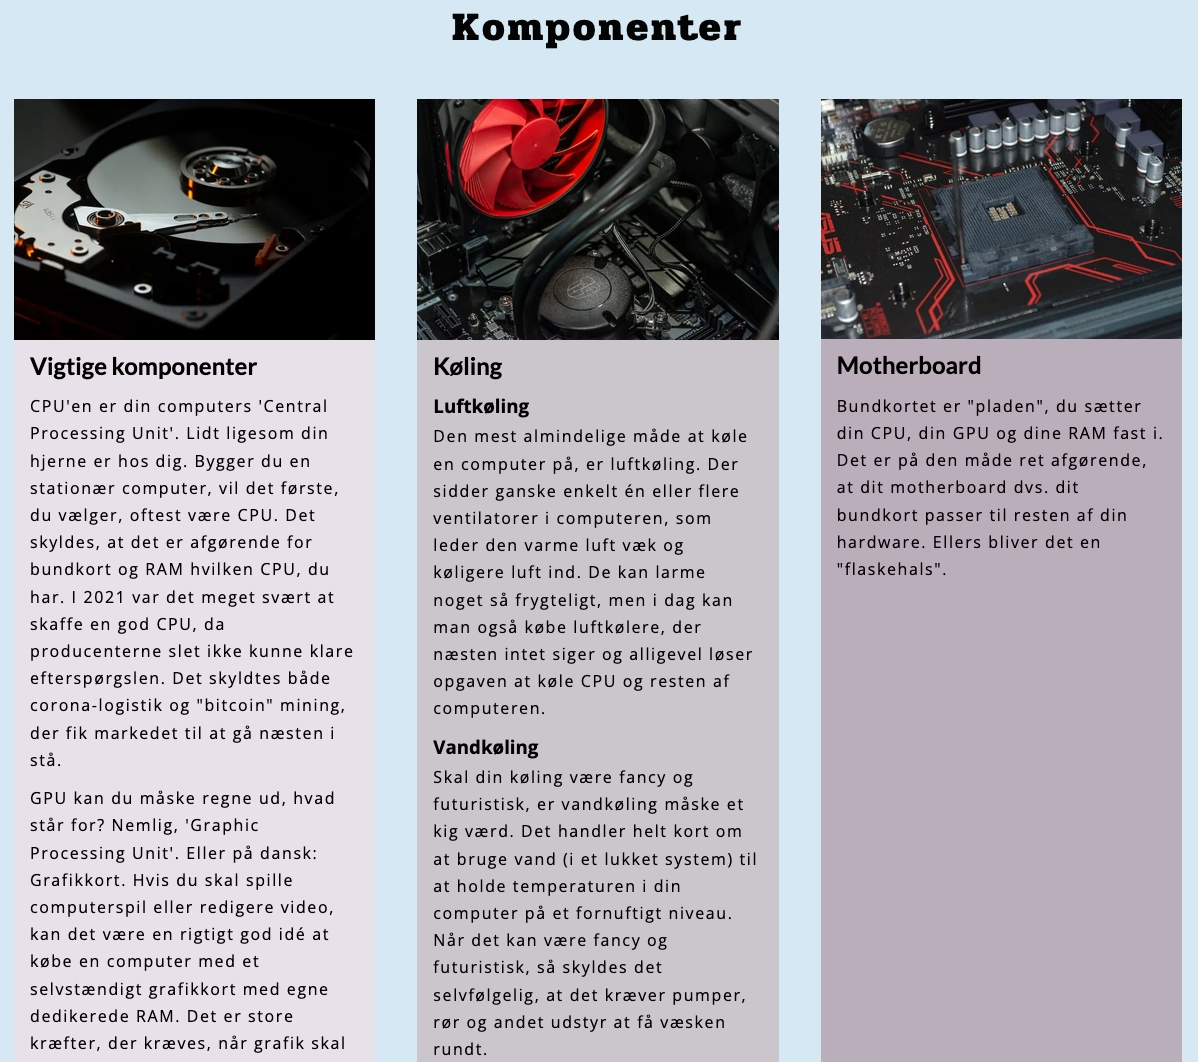 Komponenter
Vigtige komponenter
CPU'en er din computers 'Central
Processing Unit'. Lidt ligesom din
hjerne er hos dig. Bygger du en
stationær computer, vil det første,
du vælger, oftest være CPU. Det
skyldes, at det er afgørende for
bundkort og RAM hvilken CPU, du
har. I 2021 var det meget svært at
skaffe en god CPU, da
producenterne slet ikke kunne klare
efterspørgslen. Det skyldtes både
corona-logistik og "bitcoin" mining,
der fik markedet til at gå næsten i
stå.
GPU kan du måske regne ud, hvad
står for? Nemlig, 'Graphic
Processing Unit'. Eller på dansk:
Grafikkort. Hvis du skal spille
computerspil eller redigere video,
kan det være en rigtigt god idé at
købe en computer med et
selvstændigt grafikkort med egne
dedikerede RAM. Det er store
kræfter, der kræves, når grafik skal
Køling
Luftkøling
Den mest almindelige måde at køle
en computer på, er luftkøling. Der
sidder ganske enkelt én eller flere
ventilatorer i computeren, som
leder den varme luft væk og
køligere luft ind. De kan larme
noget så frygteligt, men i dag kan
man også købe luftkølere, der
næsten intet siger og alligevel løser
opgaven at køle CPU og resten af
computeren.
Vandkøling
Skal din køling være fancy og
futuristisk, er vandkøling måske et
kig værd. Det handler helt kort om
at bruge vand (i et lukket system) til
at holde temperaturen i din
computer på et fornuftigt niveau.
Når det kan være fancy og
futuristisk, så skyldes det
selvfølgelig, at det kræver pumper,
rør og andet udstyr at få væsken
rundt.
Motherboard
Bundkortet er "pladen", du sætter
din CPU, din GPU og dine RAM fast i.
Det er på den måde ret afgørende,
at dit motherboard dvs. dit
bundkort passer til resten af din
hardware. Ellers bliver det en
"flaskehals".